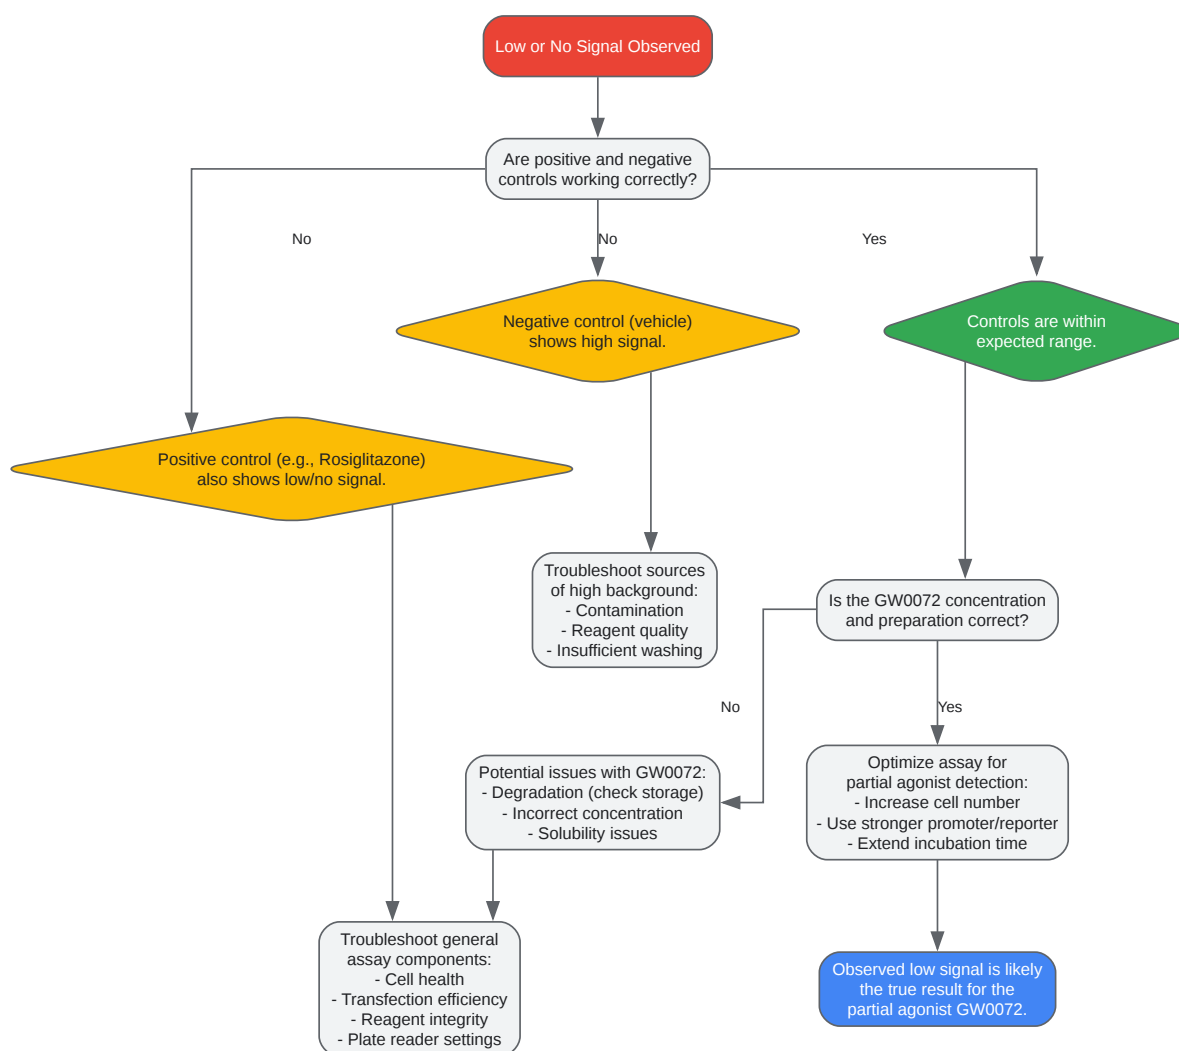 Low or No Signal Observed
Are positive and negative
controls working correctly?
No
No
Yes
Negative control (vehicle)
shows high signal.
Controls are within
expected range.
Positive control (e.g., Rosiglitazone)
also shows low/no signal.
Troubleshoot sources
of high background:
- Contamination
- Reagent quality
- Insufficient washing
Is the GW0072 concentration
and preparation correct?
No
Yes
Potential issues with GW0072:
- Degradation (check storage)
- Incorrect concentration
- Solubility issues
Optimize assay for
partial agonist detection:
- Increase cell number
- Use stronger promoter/reporter
- Extend incubation time
Troubleshoot general
assay components:
- Cell health
- Transfection efficiency
- Reagent integrity
- Plate reader settings
Observed low signal is likely
the true result for the
partial agonist GW0072.